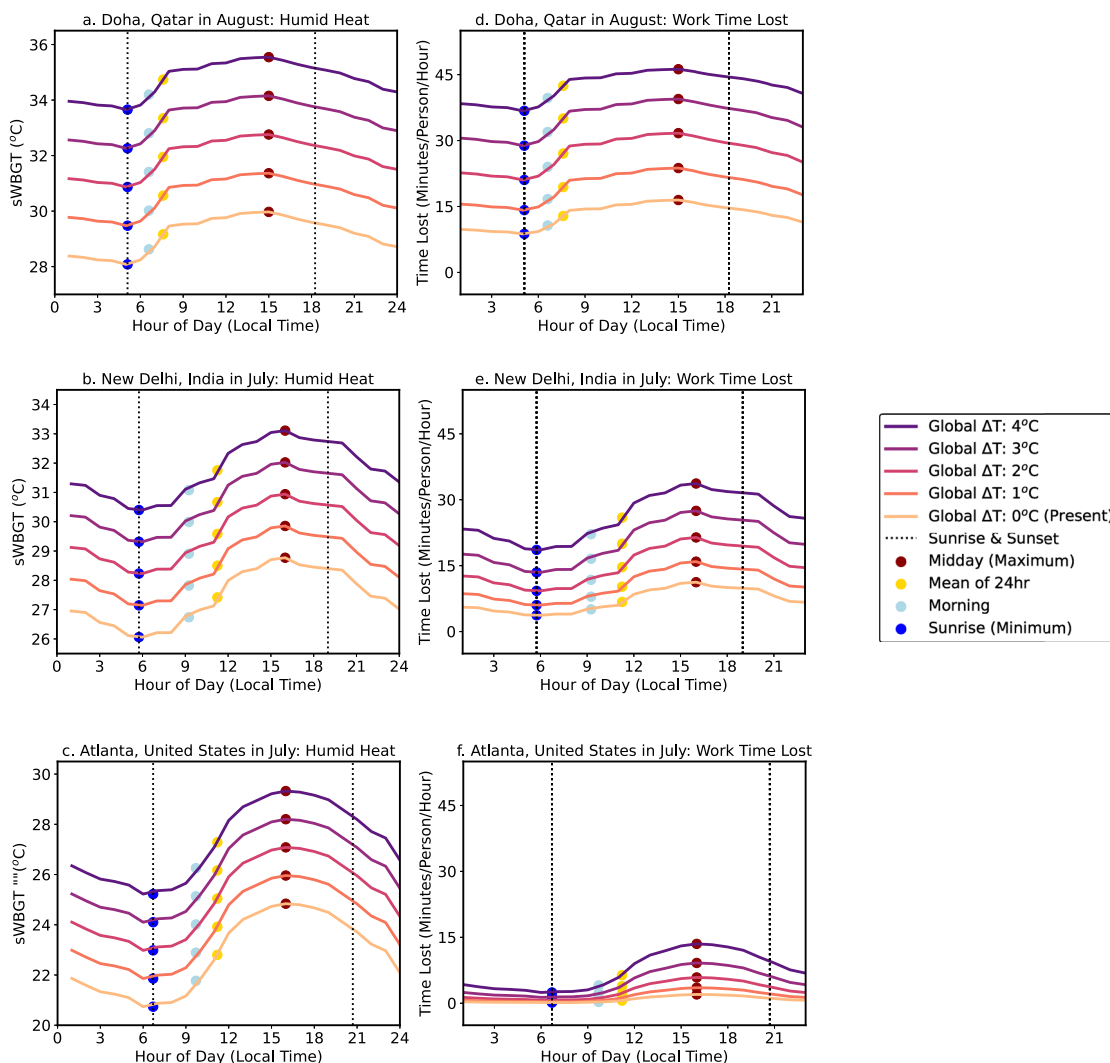 a. Doha, Qatar in August: Humid Heat
36
34
32
30
28
sWBGT (°C)
0 3 6 9 12 15 18 21 24
Hour of Day (Local Time)
d. Doha, Qatar in August: Work Time Lost
45
30
15
0
Time Lost (Minutes/Person/Hour)
3 6 9 12 15 18 21
Hour of Day (Local Time)
b. New Delhi, India in July: Humid Heat
34
33
32
31
30
29
28
27
26
sWBGT (°C)
0 3 6 9 12 15 18 21 24
Hour of Day (Local Time)
e. New Delhi, India in July: Work Time Lost
45
30
15
0
Time Lost (Minutes/Person/Hour)
3 6 9 12 15 18 21
Hour of Day (Local Time)
Global ΔT: 4°C
Global ΔT: 3°C
Global ΔT: 2°C
Global ΔT: 1°C
Global ΔT: 0°C (Present)
Sunrise & Sunset
Midday (Maximum)
Mean of 24hr
Morning
Sunrise (Minimum)
c. Atlanta, United States in July: Humid Heat
30
28
26
24
22
20
sWBGT ""(°C)
0 3 6 9 12 15 18 21 24
Hour of Day (Local Time)
f. Atlanta, United States in July: Work Time Lost
45
30
15
0
Time Lost (Minutes/Person/Hour)
3 6 9 12 15 18 21
Hour of Day (Local Time)